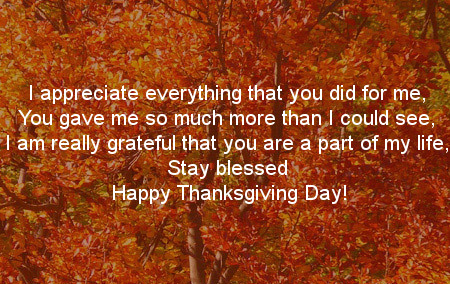 I appreciate everything that you did for me,
You gave me so much more than I could see,
I am really grateful that you are a part of my life,
Stay blessed
Happy Thanksgiving Day!